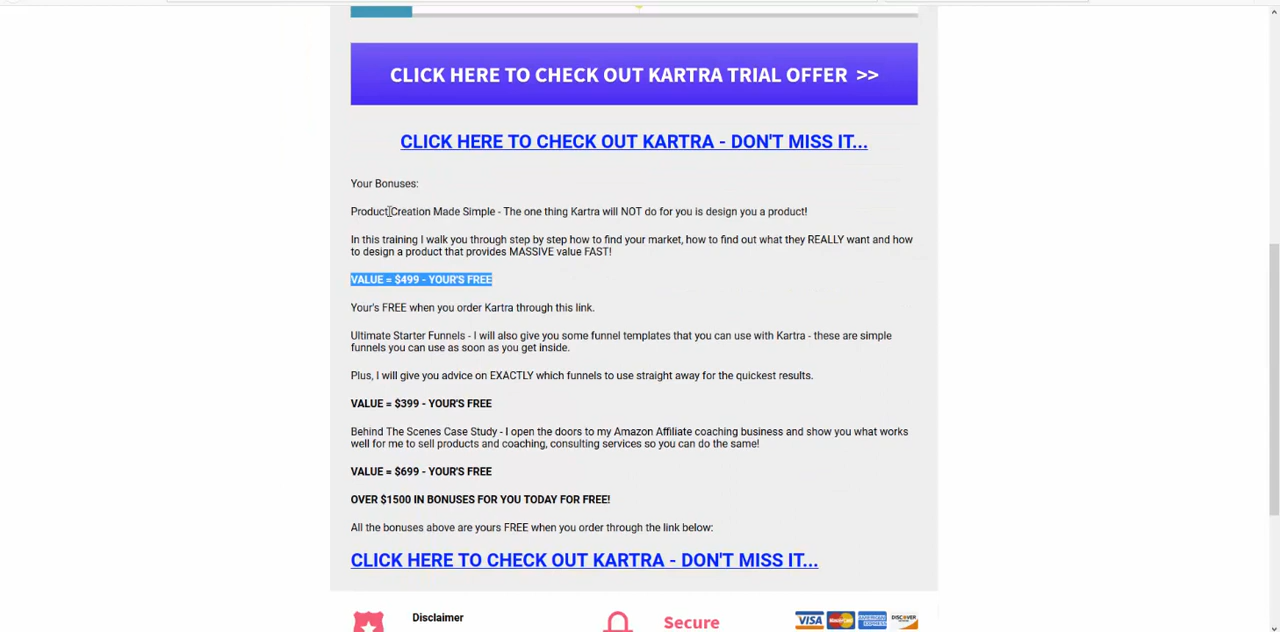 CLICK HERE TO CHECK OUT KARTRA TRIAL OFFER >>
CLICK HERE TO CHECK OUT KARTRA - DON'T MISS IT...
Your Bonuses:
Product Creation Made Simple - The one thing Kartra will NOT do for you is design you a product!
In this training I walk you through step by step how to find your market, how to find out what they REALLY want and how
to design a product that provides MASSIVE value FAST!
VALUE = $499 - YOUR'S FREE
Your's FREE when you order Kartra through this link.
Ultimate Starter Funnels - I will also give you some funnel templates that you can use with Kartra - these are simple
funnels you can use as soon as you get inside.
Plus, I will give you advice on EXACTLY which funnels to use straight away for the quickest results.
VALUE = $399 - YOUR'S FREE
Behind The Scenes Case Study - I open the doors to my Amazon Affiliate coaching business and show you what works
well for me to sell products and coaching, consulting services so you can do the same!
VALUE = $699 - YOUR'S FREE
OVER $1500 IN BONUSES FOR YOU TODAY FOR FREE!
All the bonuses above are yours FREE when you order through the link below:
CLICK HERE TO CHECK OUT KARTRA - DON'T MISS IT...
Disclaimer
Secure
VISA MasterCard AMERICAN EXPRESS DISCOVER